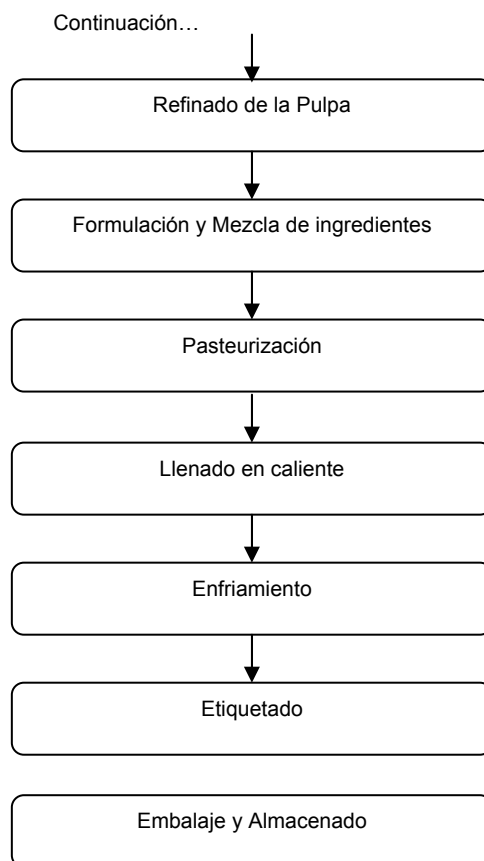 Continuación…
Refinado de la Pulpa
Formulación y Mezcla de ingredientes
Pasteurización
Llenado en caliente
Enfriamiento
Etiquetado
Embalaje y Almacenado